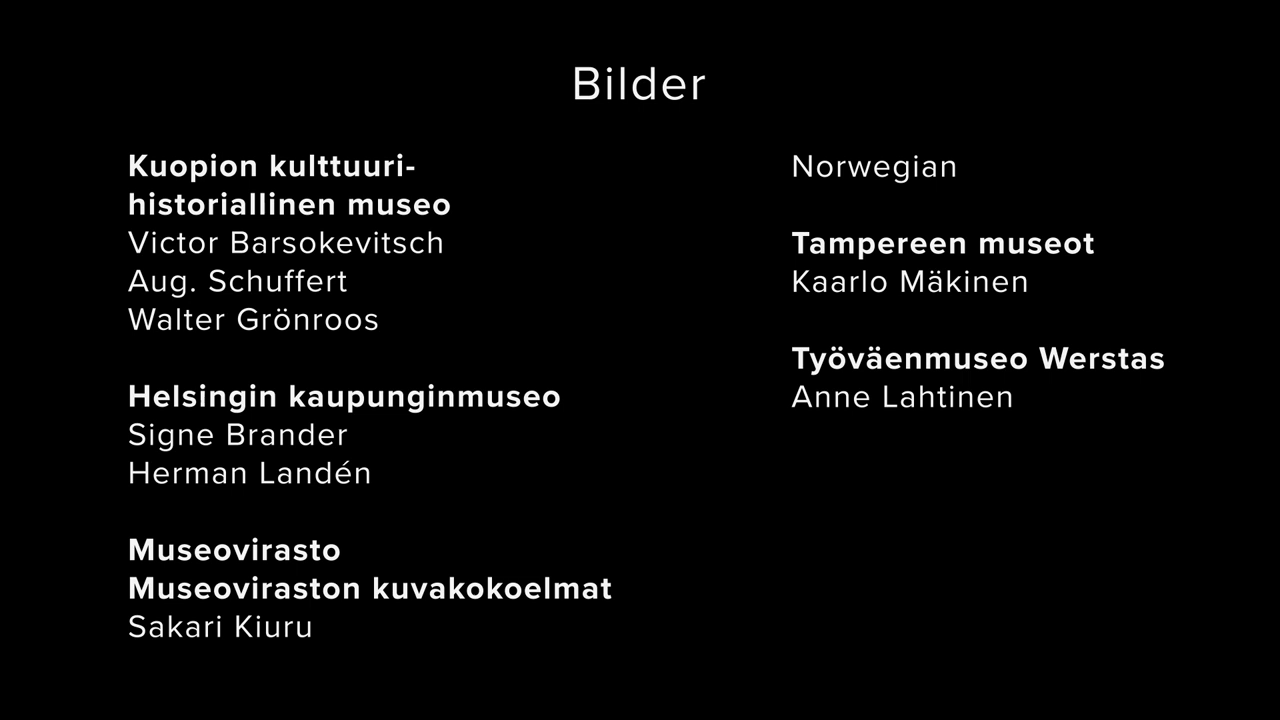 Bilder
Kuopion kulttuuri-
historiallinen museo
Victor Barsokevitsch
Aug. Schuffert
Walter Grönroos
Helsingin kaupunginmuseo
Signe Brander
Herman Landén
Museovirasto
Museoviraston kuvakokoelmat
Sakari Kiuru
Norwegian
Tampereen museot
Kaarlo Mäkinen
Työväenmuseo Werstas
Anne Lahtinen